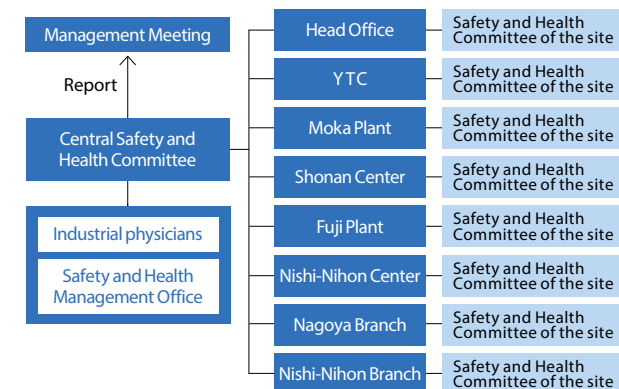 Management Meeting
Report
Central Safety and
Health Committee
Industrial physicians
Safety and Health
Management Office
Head Office
Safety and Health
Committee of the site
YTC
Safety and Health
Committee of the site
Moka Plant
Safety and Health
Committee of the site
Shonan Center
Safety and Health
Committee of the site
Fuji Plant
Safety and Health
Committee of the site
Nishi-Nihon Center
Safety and Health
Committee of the site
Nagoya Branch
Safety and Health
Committee of the site
Nishi-Nihon Branch
Safety and Health
Committee of the site